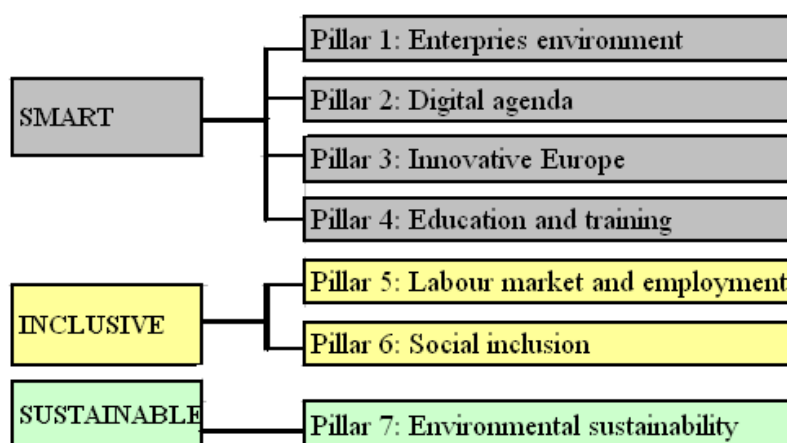 SMART
Pillar 1: Enterpries environment
Pillar 2: Digital agenda
Pillar 3: Innovative Europe
Pillar 4: Education and training
INCLUSIVE
Pillar 5: Labour market and employment
Pillar 6: Social inclusion
SUSTAINABLE
Pillar 7: Environmental sustainability